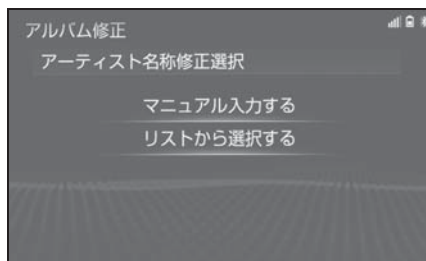 アルバム修正
アーティスト名称修正選択
マニュアル入力する
リストから選択する